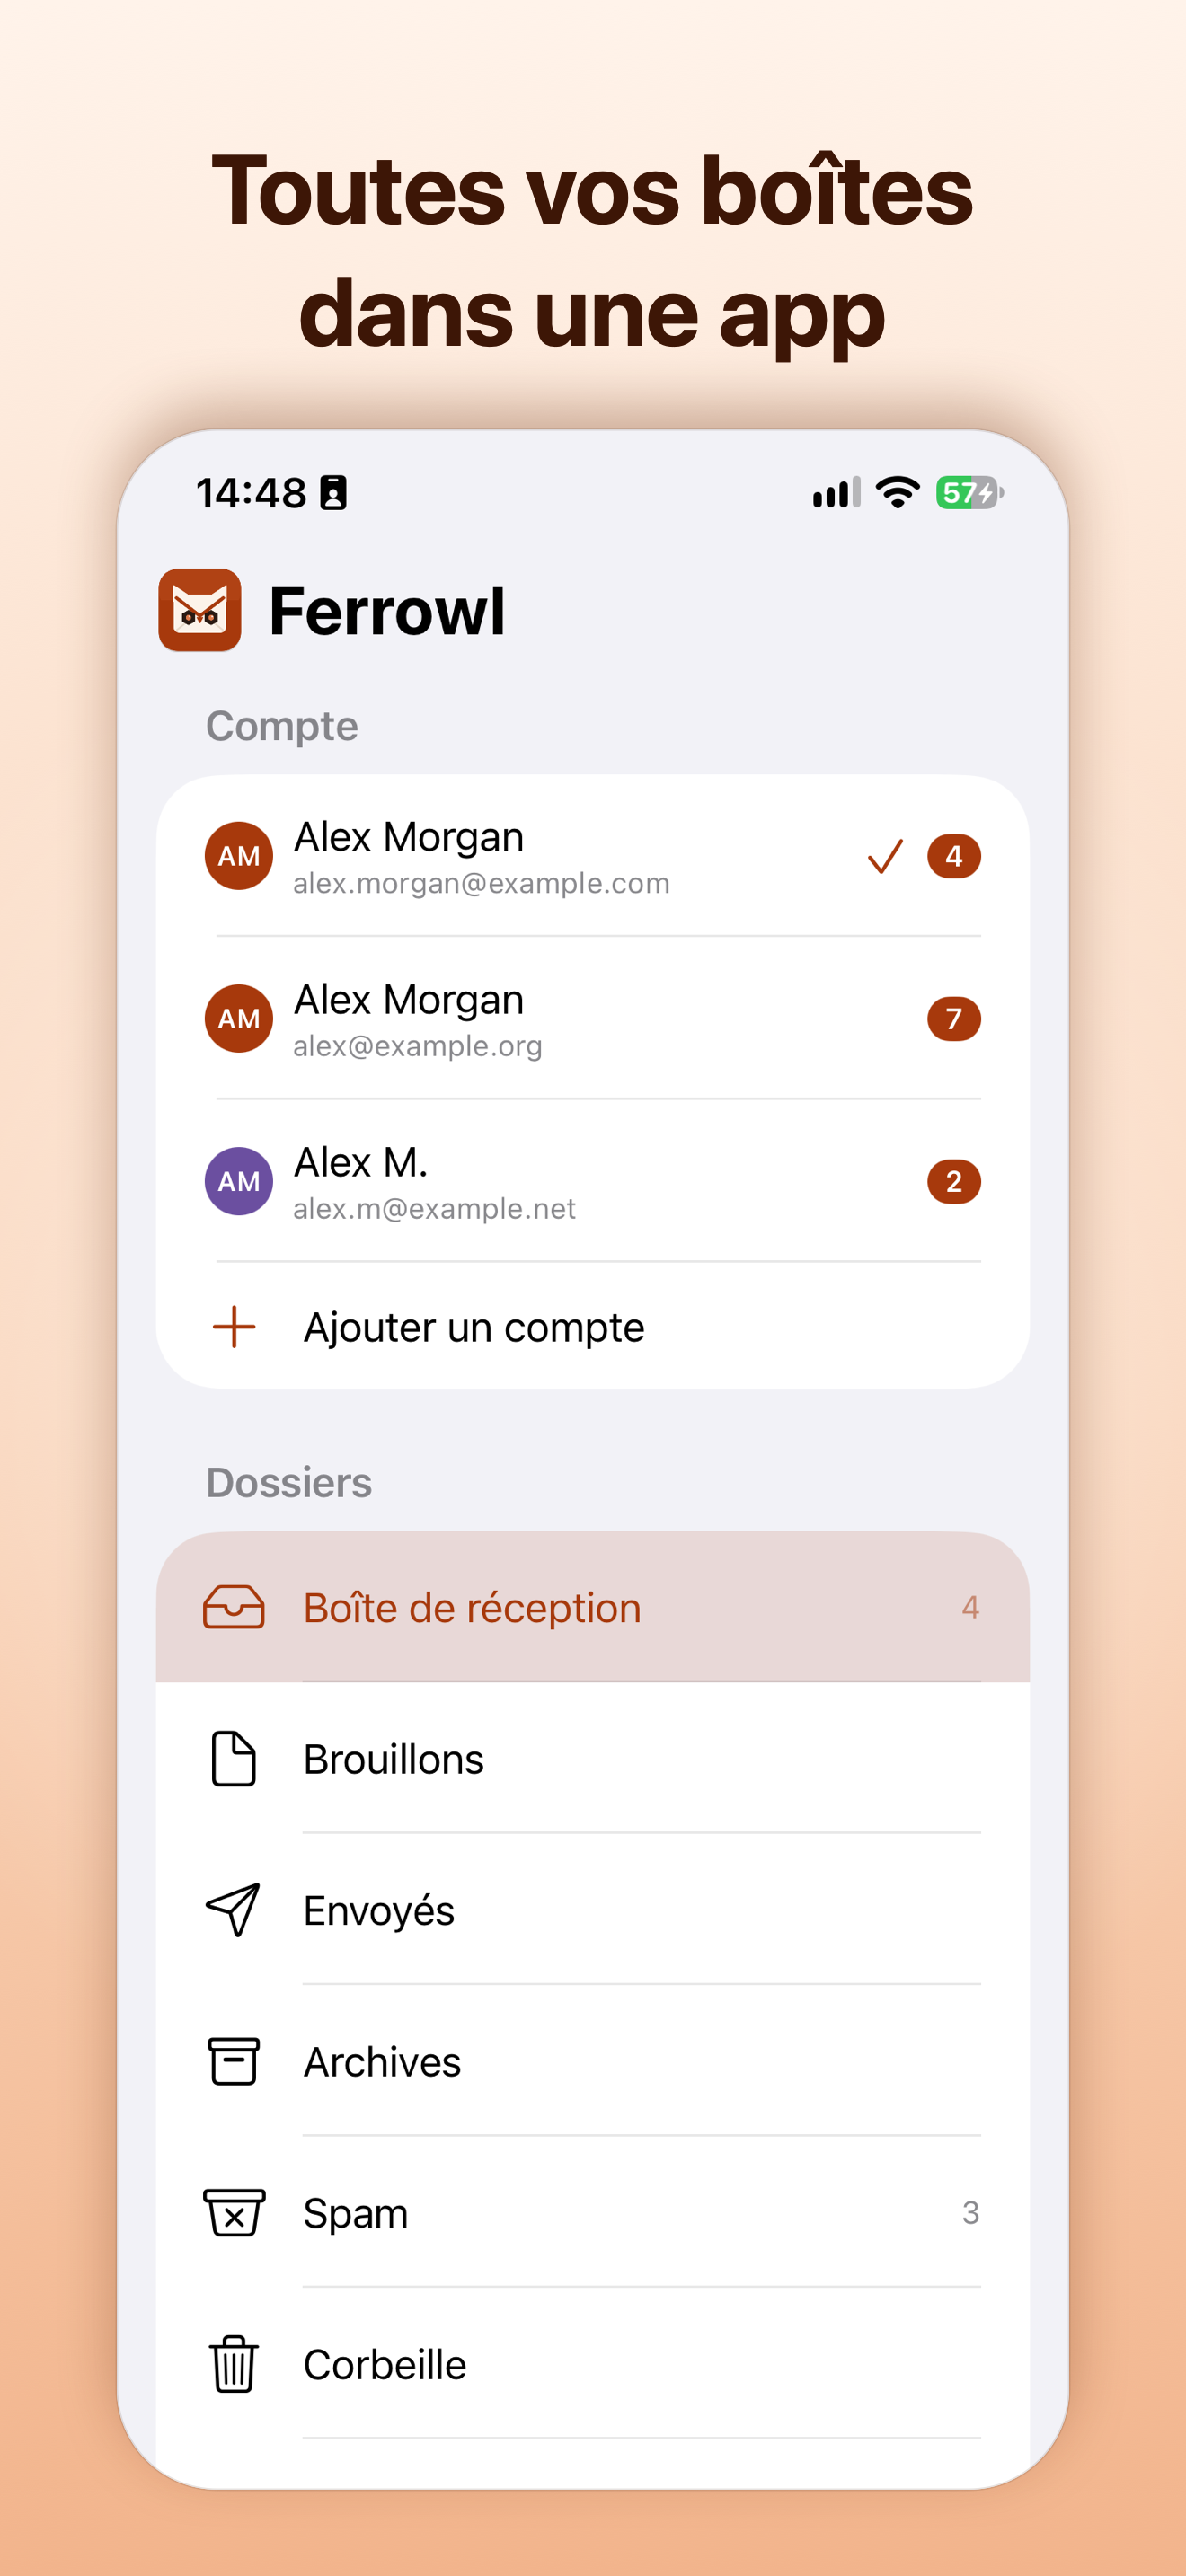 Toutes vos boîtes
dans une app
14:48
57
Ferrowl
Compte
AM
Alex Morgan
alex.morgan@example.com
4
AM
Alex Morgan
alex@example.org
7
AM
Alex M.
alex.m@example.net
2
Ajouter un compte
Dossiers
Boîte de réception
4
Brouillons
Envoyés
Archives
Spam
3
Corbeille